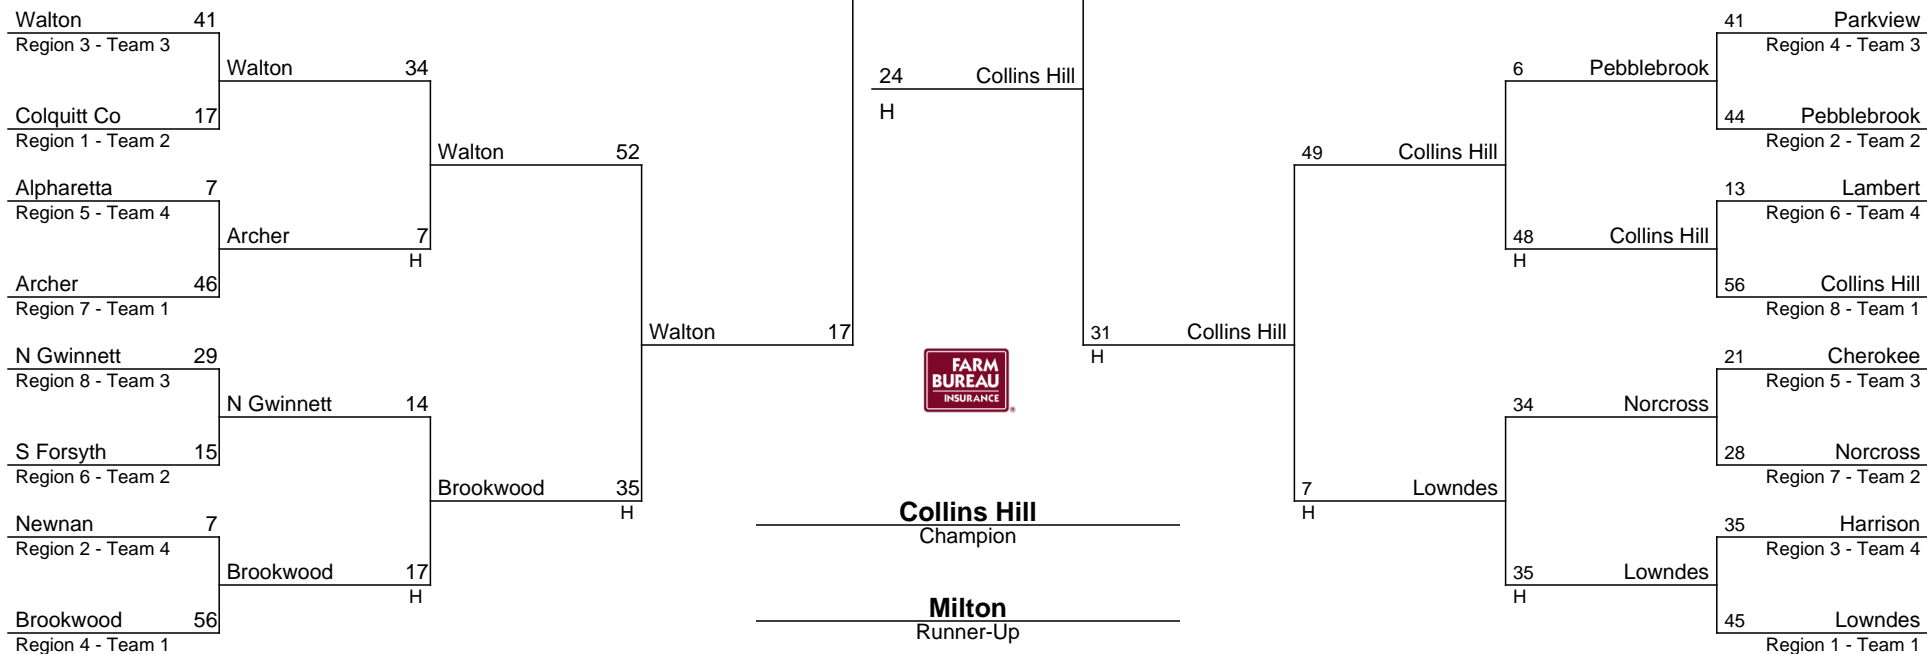 Walton 41
Region 3 - Team 3
Walton 34
Colquitt Co 17
Region 1 - Team 2
Walton 52
Alpharetta 7
Region 5 - Team 4
Archer 7
H
Archer 46
Region 7 - Team 1
Walton 17
N Gwinnett 29
Region 8 - Team 3
N Gwinnett 14
S Forsyth 15
Region 6 - Team 2
Brookwood 35
H
Newnan 7
Region 2 - Team 4
Brookwood 17
H
Brookwood 56
Region 4 - Team 1
24 Collins Hill
H
FARM
BUREAU
INSURANCE
®
Collins Hill
Champion
Milton
Runner-Up
41 Parkview
Region 4 - Team 3
6 Pebblebrook
44 Pebblebrook
Region 2 - Team 2
49 Collins Hill
13 Lambert
Region 6 - Team 4
48 Collins Hill
H
56 Collins Hill
Region 8 - Team 1
31 Collins Hill
H
21 Cherokee
Region 5 - Team 3
34 Norcross
28 Norcross
Region 7 - Team 2
7 Lowndes
H
35 Harrison
Region 3 - Team 4
35 Lowndes
H
45 Lowndes
Region 1 - Team 1